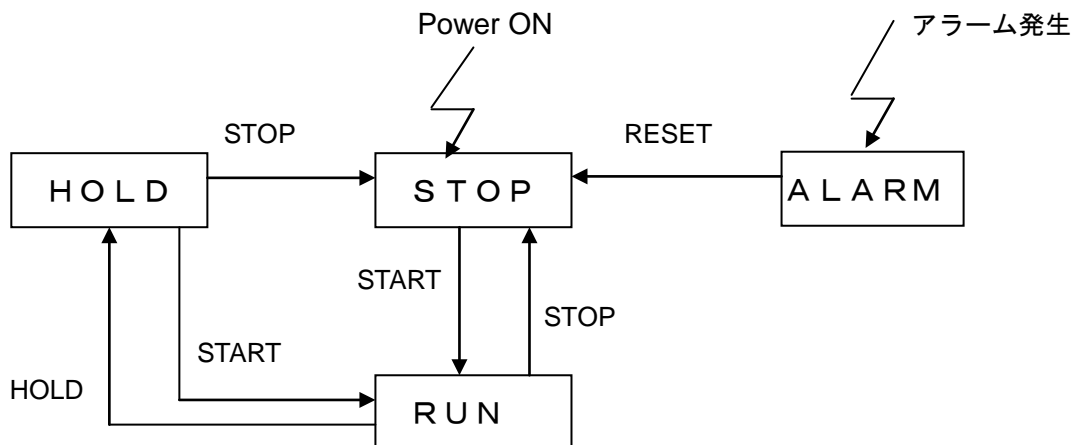 Power ON
アラーム発生
STOP
RESET
ＨＯＬＤ
ＳＴＯＰ
ＡＬＡＲＭ
START
STOP
START
HOLD
ＲＵＮ